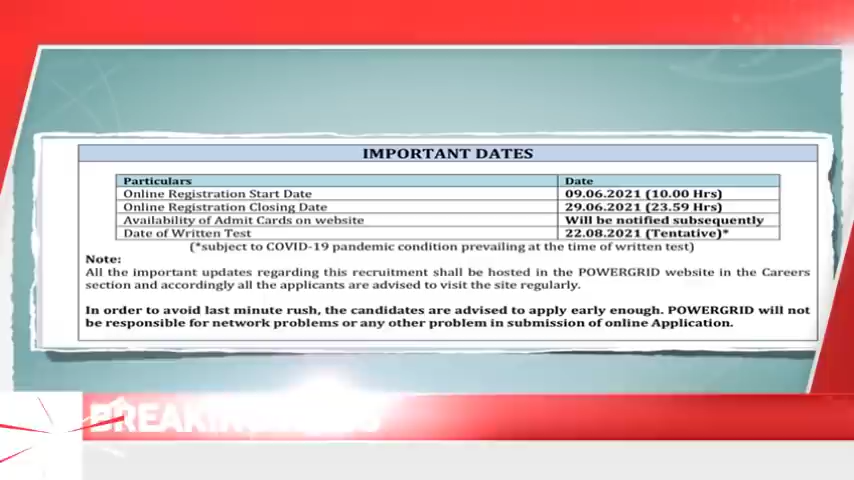 IMPORTANT DATES
Particulars Date
Online Registration Start Date 09.06.2021 (10.00 Hrs)
Online Registration Closing Date 29.06.2021 (23.59 Hrs)
Availability of Admit Cards on website Will be notified subsequently
Date of Written Test 22.08.2021 (Tentative)*
(*subject to COVID-19 pandemic condition prevailing at the time of written test)
Note:
All the important updates regarding this recruitment shall be hosted in the POWERGRID website in the Careers
section and accordingly all the applicants are advised to visit the site regularly.
In order to avoid last minute rush, the candidates are advised to apply early enough. POWERGRID will not
be responsible for network problems or any other problem in submission of online Application.